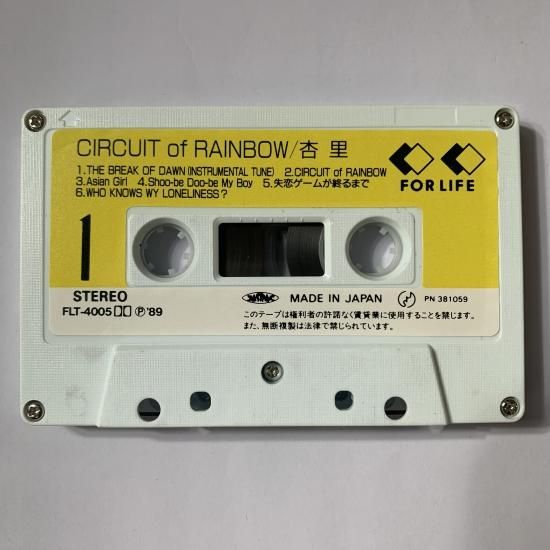 CIRCUIT of RAINBOW/杏 里
1.THE BREAK OF DAWN(INSTRUMENTAL TUNE) 2.CIRCUIT of RAINBOW
3.Asian Girl 4.Shoo-be Doo-be My Boy 5.失恋ゲームが終るまで
6.WHO KNOWS WY LONELINESS?
FOR LIFE
1
STEREO
FLT-4005 ⓟ'89
MADE IN JAPAN
PN 381059
このテープは権利者の許諾なく賃貸業に使用することを禁じます。
また、無断複製は法律で禁じられています。